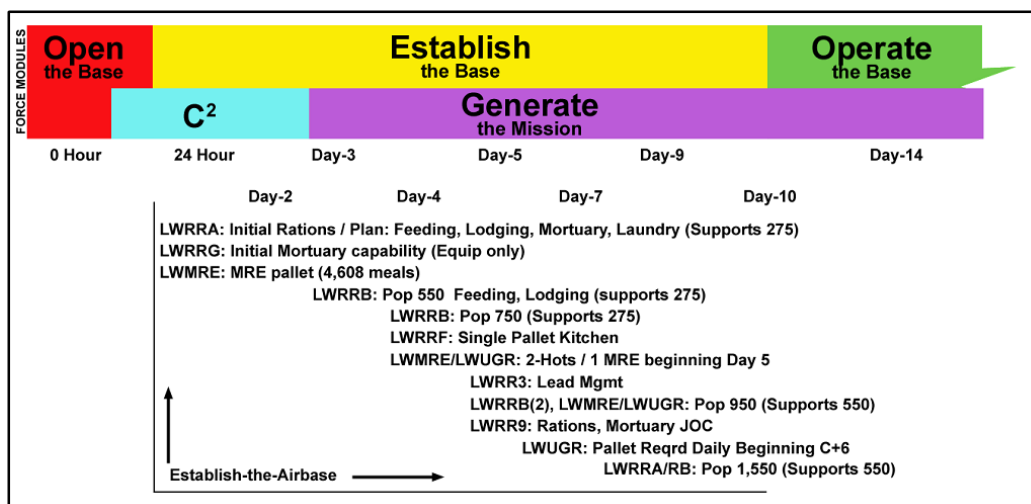 FORCE MODULES
Open
the Base
Establish
the Base
Operate
the Base
C²
Generate
the Mission
0 Hour 24 Hour Day-3 Day-5 Day-9 Day-14
Day-2 Day-4 Day-7 Day-10
LWRRA: Initial Rations / Plan: Feeding, Lodging, Mortuary, Laundry (Supports 275)
LWRRG: Initial Mortuary capability (Equip only)
LWMRE: MRE pallet (4,608 meals)
LWRRB: Pop 550 Feeding, Lodging (supports 275)
LWRRB: Pop 750 (Supports 275)
LWRRF: Single Pallet Kitchen
LWMRE/LWUGR: 2-Hots / 1 MRE beginning Day 5
LWRR3: Lead Mgmt
LWRRB(2), LWMRE/LWUGR: Pop 950 (Supports 550)
LWRR9: Rations, Mortuary JOC
LWUGR: Pallet Reqrd Daily Beginning C+6
LWRRA/RB: Pop 1,550 (Supports 550)
Establish-the-Airbase